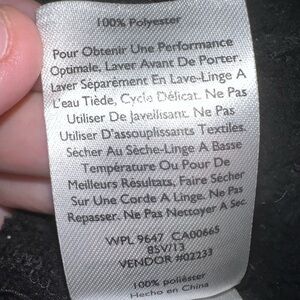 100% Polyester
Pour Obtenir Une Performance
Optimale, Laver Avant De Porter.
Laver Séparément En Lave-Linge A
L'eau Tiède, Cycle Délicat. Ne Pas
Utiliser De Javellisant. Ne Pas
Utiliser D'assouplissants Textiles.
Sécher Au Sèche-Linge A Basse
Température Ou Pour De
Meilleurs Résultats, Faire Sécher
Sur Une Corde A Linge. Ne Pas
Repasser. Ne Pas Nettoyer A Sec.
WPL 9647 CA00665
BSV/13
VENDOR #02233
100% poliéster
Hecho en China